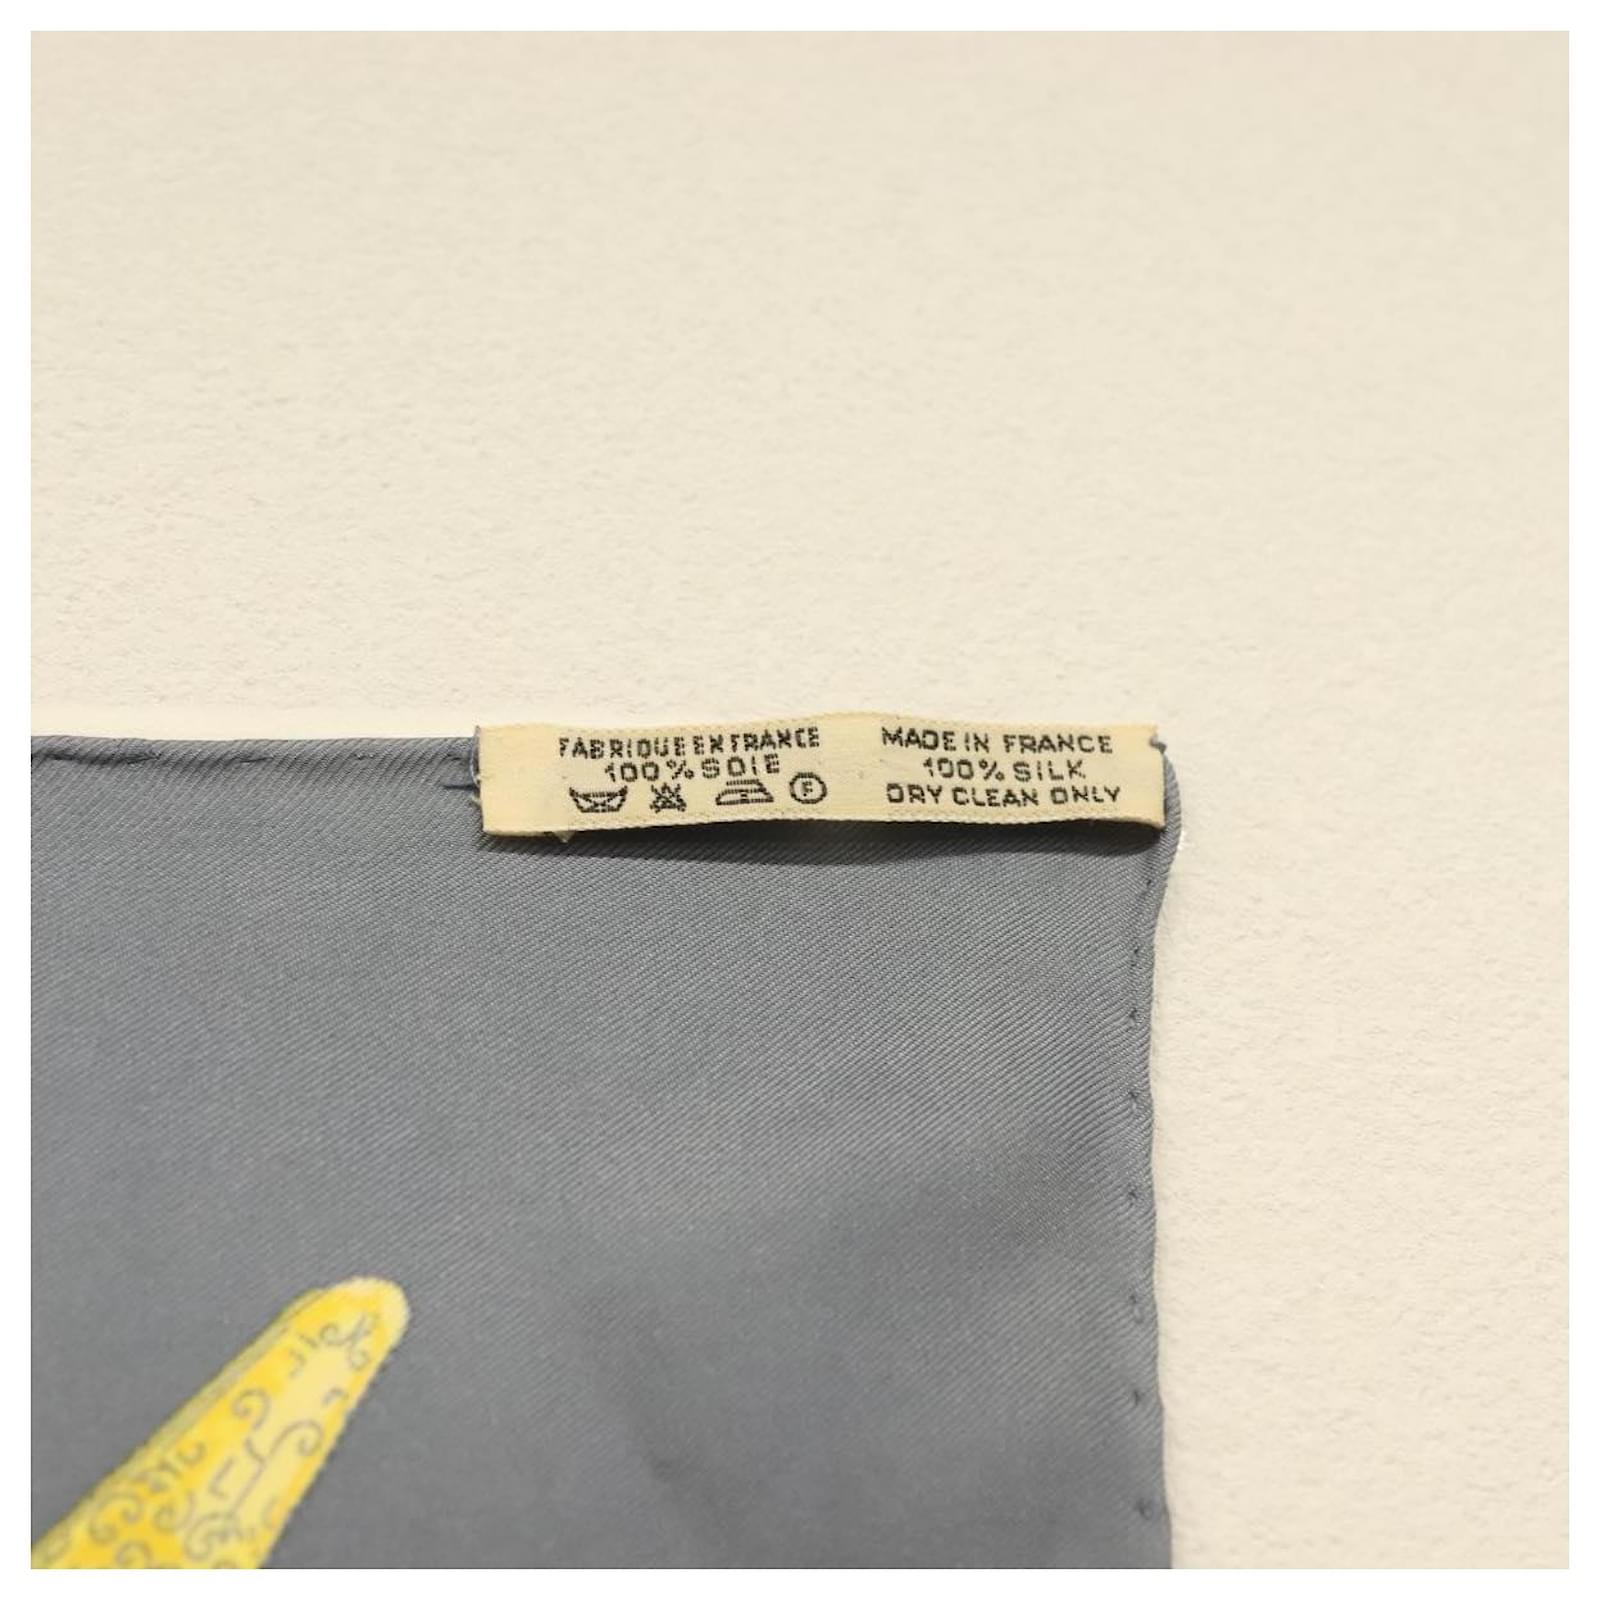 FABRIQUE EN FRANCE
100% SOIE
F
MADE IN FRANCE
100% SILK
DRY CLEAN ONLY